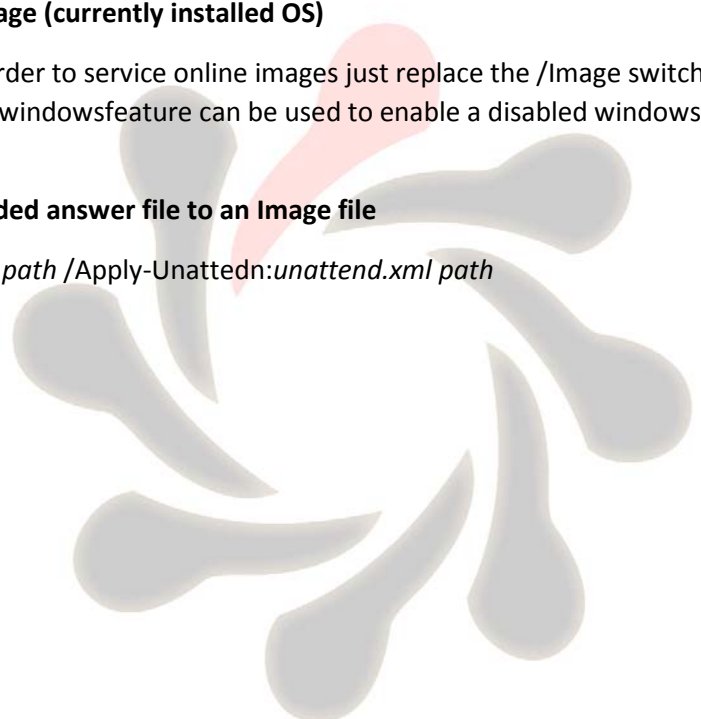 age (currently installed OS)
rder to service online images just replace the /Image switch
windowsfeature can be used to enable a disabled windows
ded answer file to an Image file
path /Apply-Unattedn:unattend.xml path